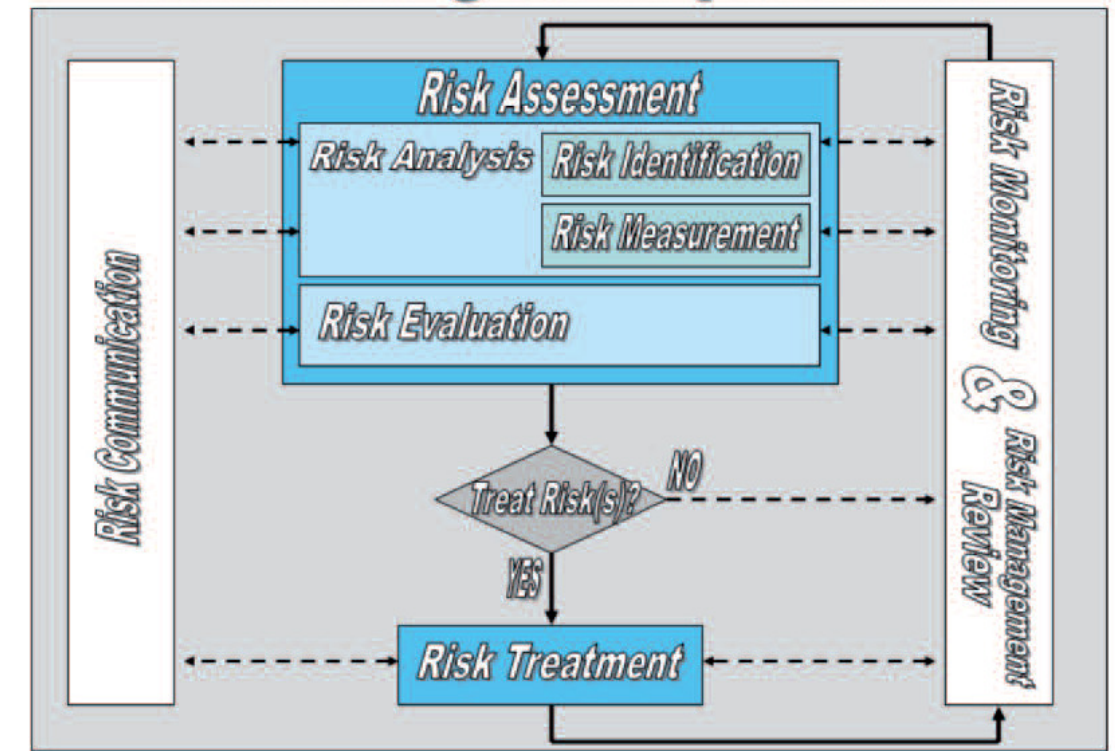 Risk Assessment
Risk Analysis
Risk Identification
Risk Measurement
Risk Evaluation
Risk Communication
Risk Monitoring
&
Risk Management
Review
Treat Risk(s)?
NO
YES
Risk Treatment